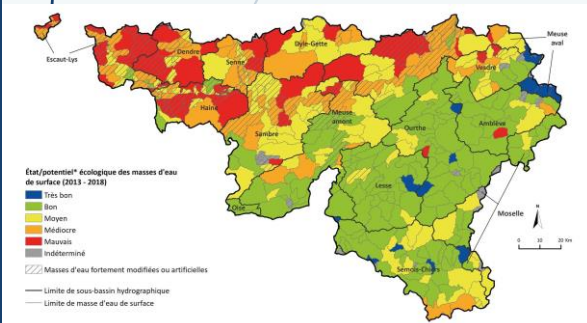 Escaut-Lys
Dendre
Senne
Dyle-Gette
Meuse
aval
Vesdre
Haine
Sambre
Meuse
amont
Ourthe
Amblève
Lesse
Oise
Moselle
Semois-Chiers
État/potentiel* écologique des masses d'eau
de surface (2013 - 2018)
Très bon
Bon
Moyen
Médiocre
Mauvais
Indéterminé
Masses d'eau fortement modifiées ou artificielles
Limite de sous-bassin hydrographique
Limite de masse d'eau de surface
N
0 10 20 Km